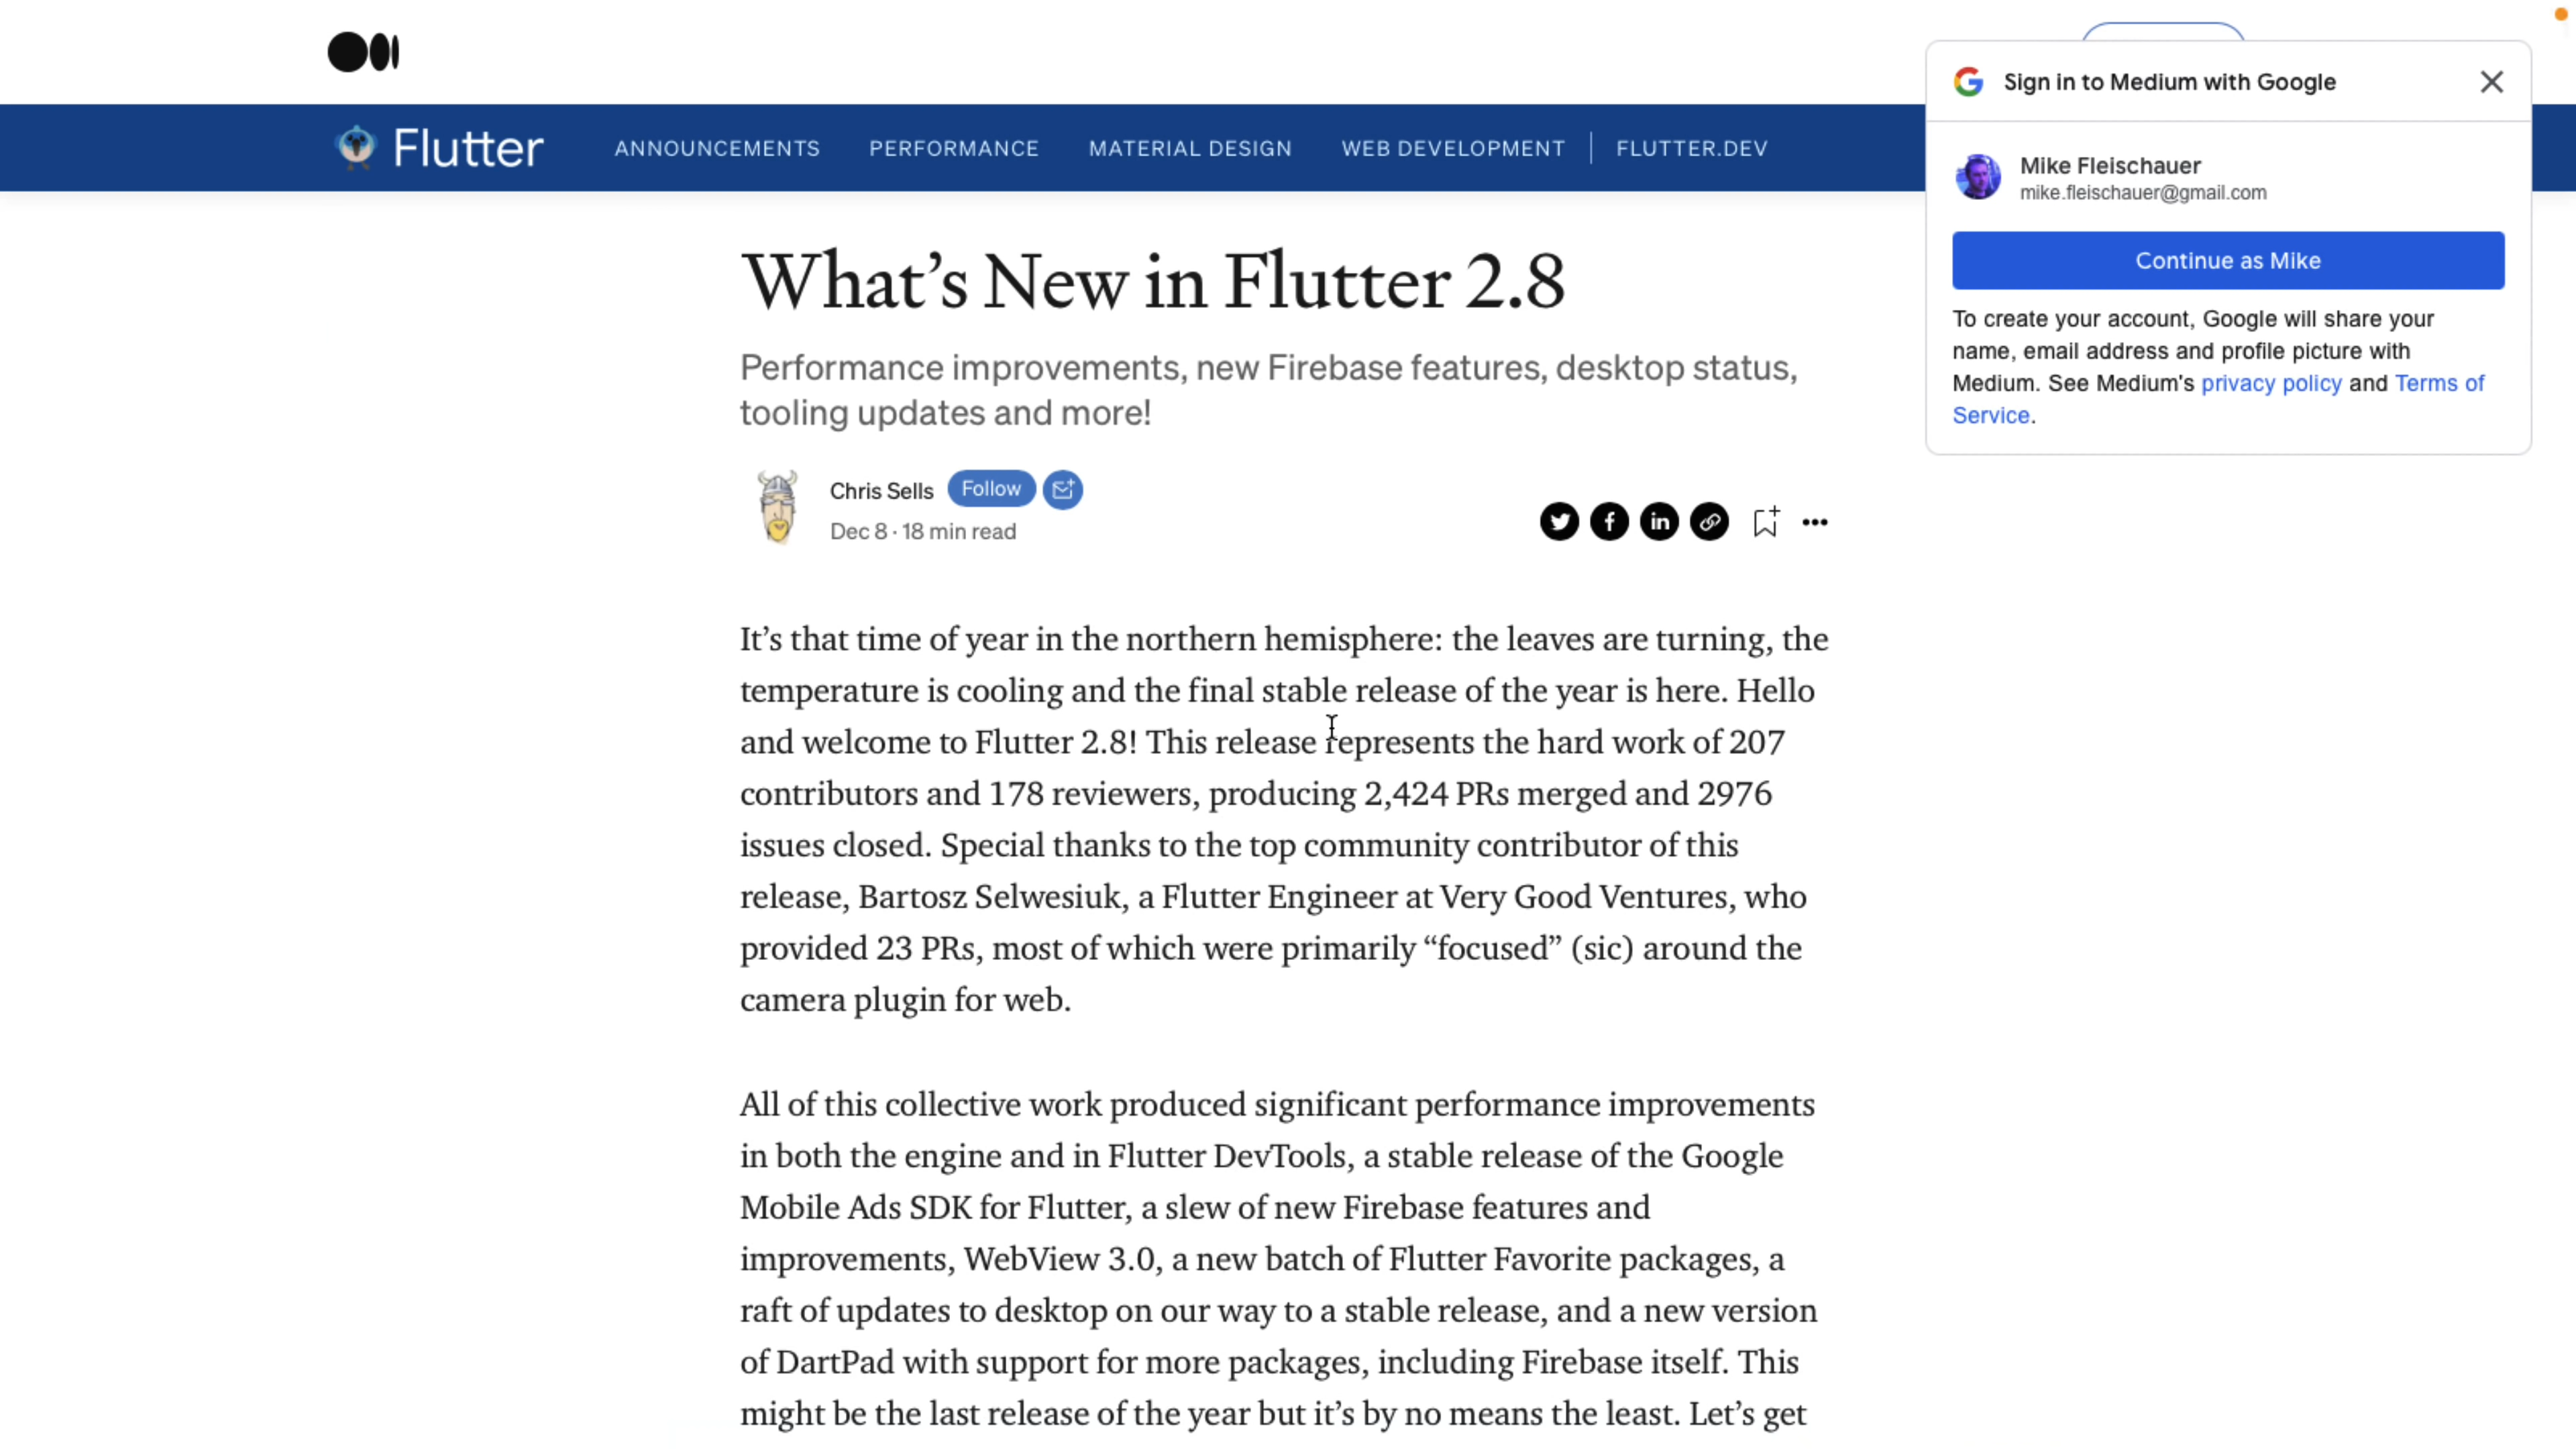 Flutter
ANNOUNCEMENTS
PERFORMANCE
MATERIAL DESIGN
WEB DEVELOPMENT
FLUTTER.DEV
Sign in to Medium with Google
Mike Fleischauer
mike.fleischauer@gmail.com
Continue as Mike
To create your account, Google will share your
name, email address and profile picture with
Medium. See Medium's privacy policy and Terms of
Service.
What’s New in Flutter 2.8
Performance improvements, new Firebase features, desktop status,
tooling updates and more!
Chris Sells
Follow
Dec 8 · 18 min read
It’s that time of year in the northern hemisphere: the leaves are turning, the
temperature is cooling and the final stable release of the year is here. Hello
and welcome to Flutter 2.8! This release represents the hard work of 207
contributors and 178 reviewers, producing 2,424 PRs merged and 2976
issues closed. Special thanks to the top community contributor of this
release, Bartosz Selwesiuk, a Flutter Engineer at Very Good Ventures, who
provided 23 PRs, most of which were primarily “focused” (sic) around the
camera plugin for web.
All of this collective work produced significant performance improvements
in both the engine and in Flutter DevTools, a stable release of the Google
Mobile Ads SDK for Flutter, a slew of new Firebase features and
improvements, WebView 3.0, a new batch of Flutter Favorite packages, a
raft of updates to desktop on our way to a stable release, and a new version
of DartPad with support for more packages, including Firebase itself. This
might be the last release of the year but it’s by no means the least. Let’s get